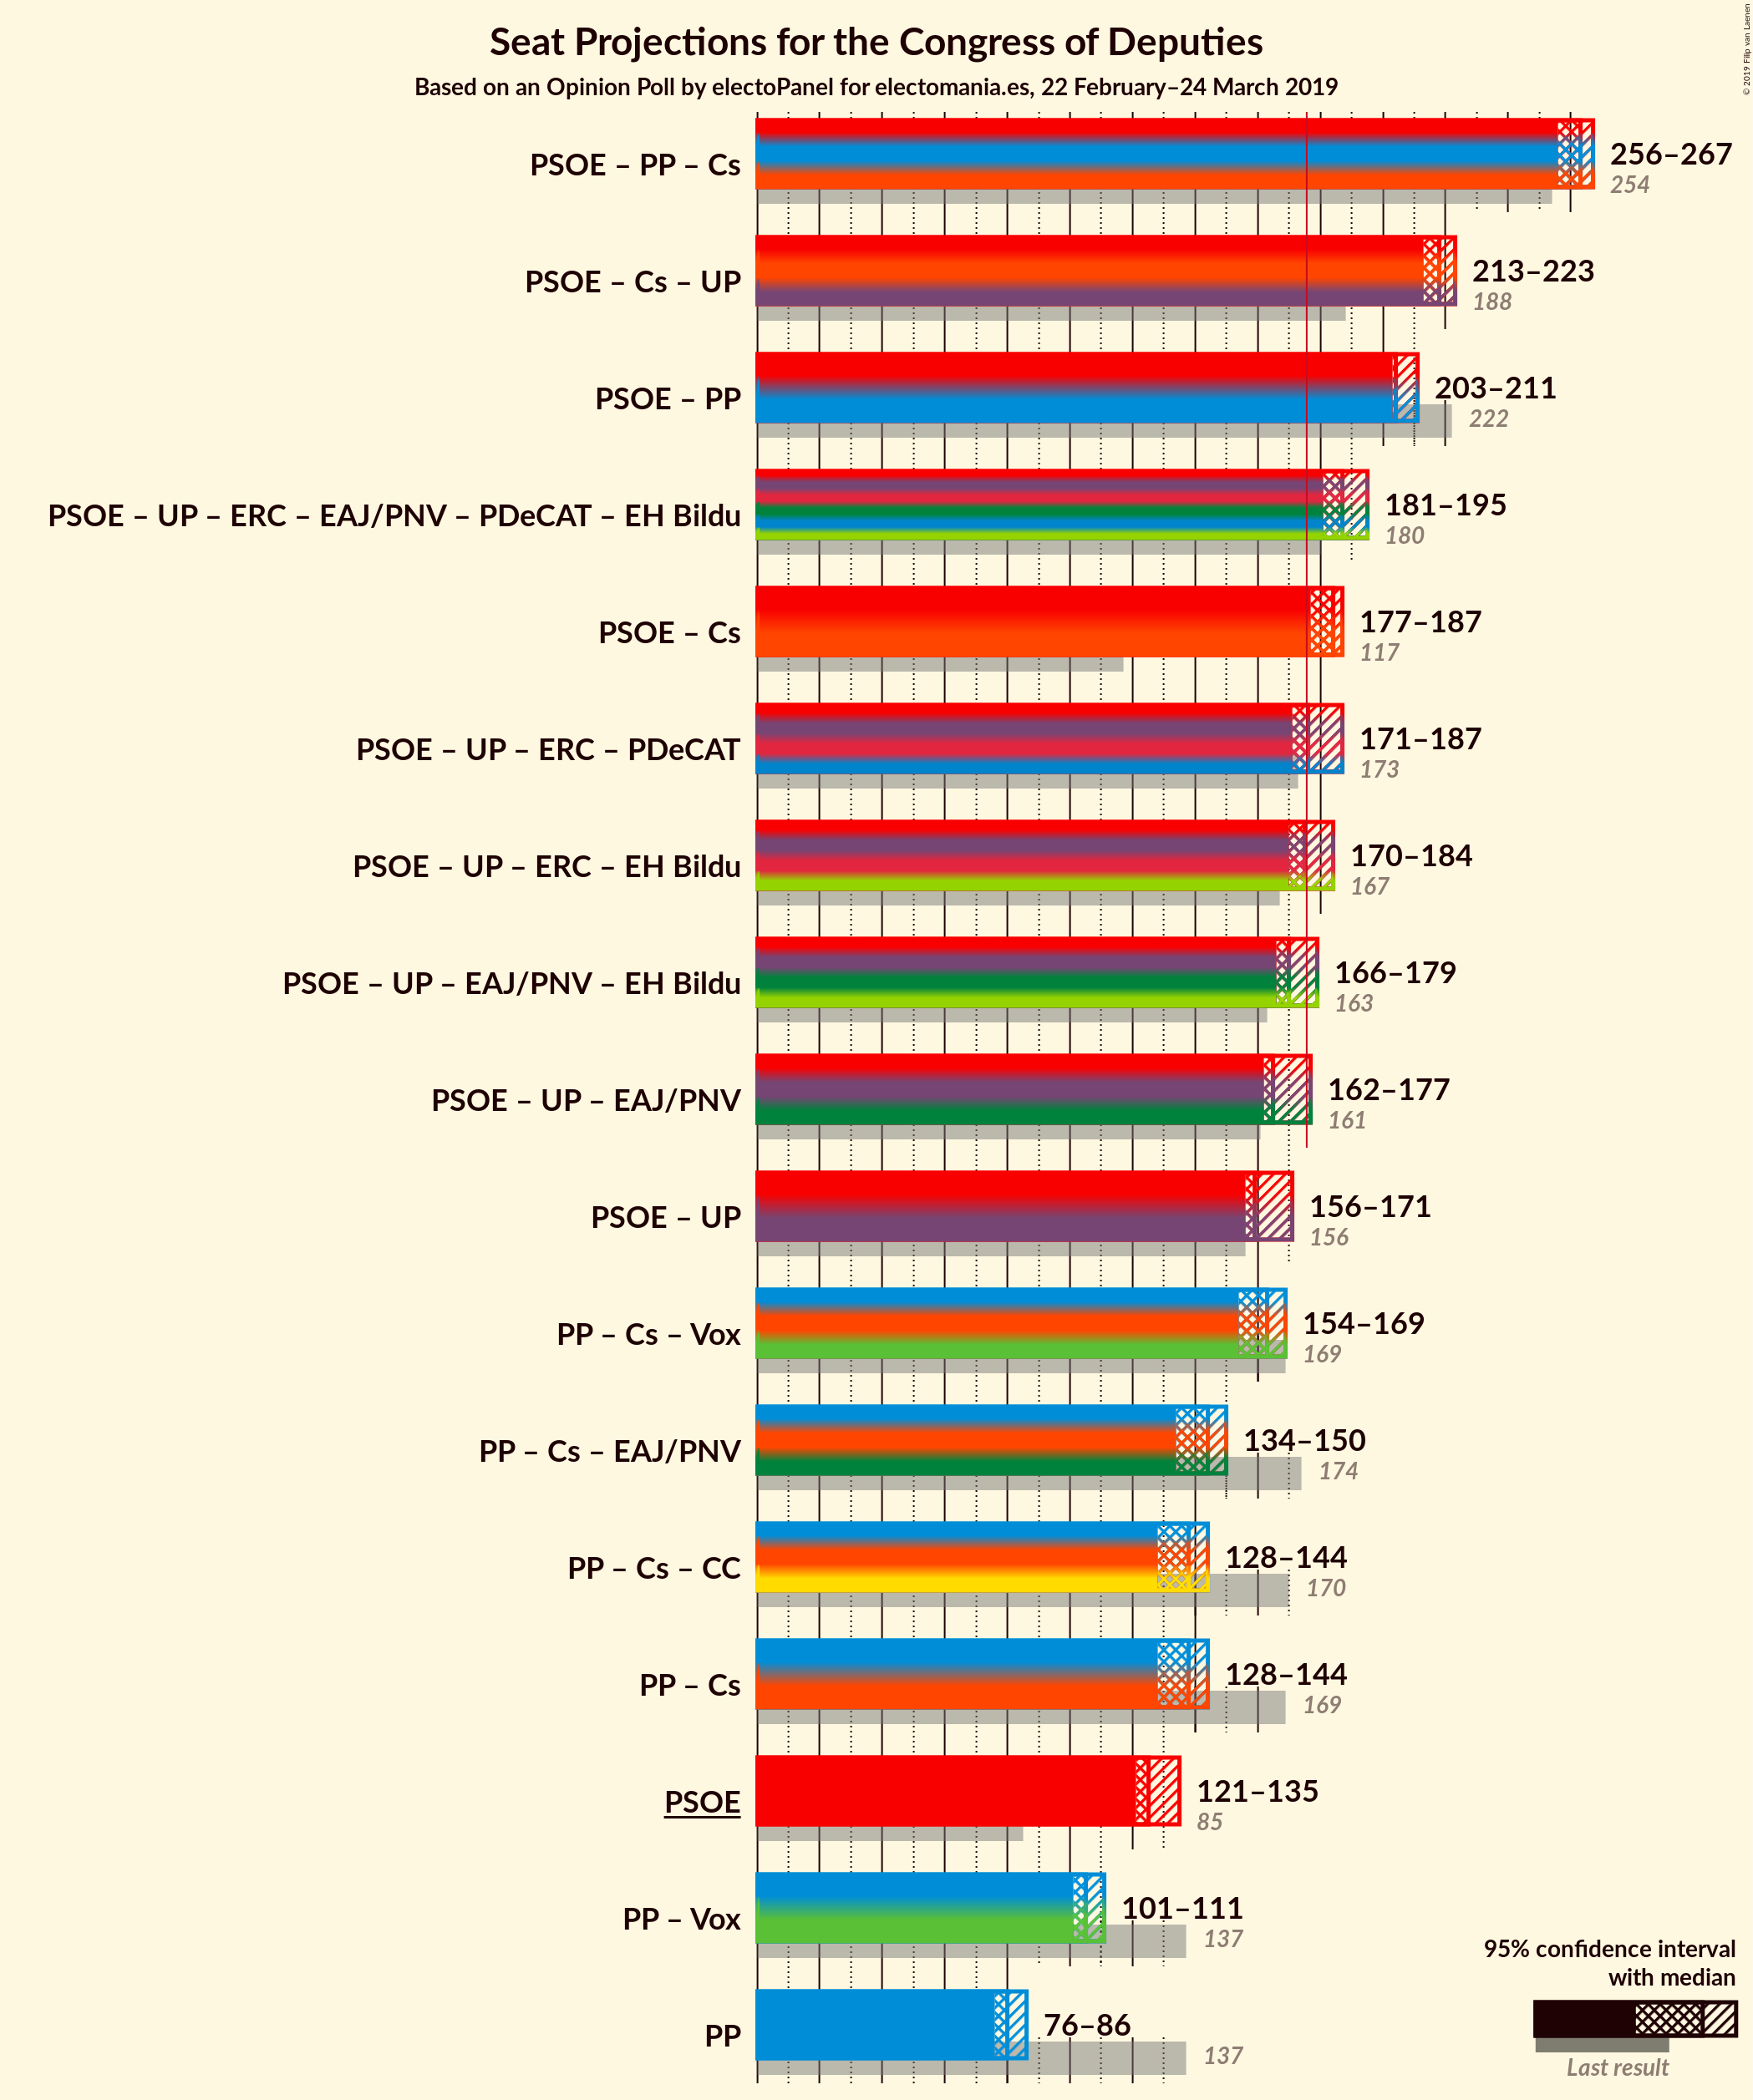 Seat Projections for the Congress of Deputies
Based on an Opinion Poll by electoPanel for electomania.es, 22 February–24 March 2019
© 2019 Filip van Laenen
PSOE – PP – Cs
256–267
254
PSOE – Cs – UP
213–223
188
PSOE – PP
203–211
222
PSOE – UP – ERC – EAJ/PNV – PDeCAT – EH Bildu
181–195
180
PSOE – Cs
177–187
117
PSOE – UP – ERC – PDeCAT
171–187
173
PSOE – UP – ERC – EH Bildu
170–184
167
PSOE – UP – EAJ/PNV – EH Bildu
166–179
163
PSOE – UP – EAJ/PNV
162–177
161
PSOE – UP
156–171
156
PP – Cs – Vox
154–169
169
PP – Cs – EAJ/PNV
134–150
174
PP – Cs – CC
128–144
170
PP – Cs
128–144
169
PSOE
121–135
85
PP – Vox
101–111
137
PP
76–86
137
95% confidence interval
with median
Last result